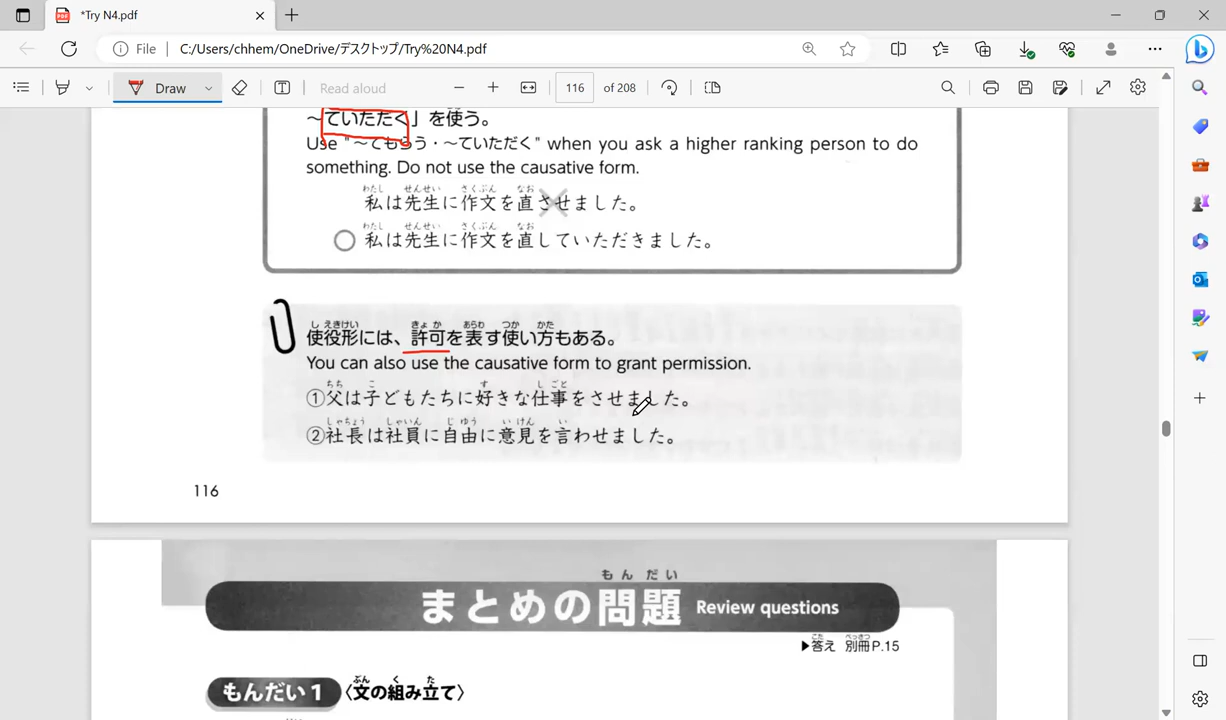 *Try N4.pdf
File
C:/Users/chhem/OneDrive/デスクトップ/Try%20N4.pdf
Draw
Read aloud
116
of 208
～ていただく」を使う。
Use "～てもらう・～ていただく" when you ask a higher ranking person to do
something. Do not use the causative form.
わたし せんせい さくぶん なお
私は先生に作文を直させました。
わたし せんせい さくぶん なお
私は先生に作文を直していただきました。
し えきけい きょ か あらわ つか かた
使役形には、許可を表す使い方もある。
You can also use the causative form to grant permission.
ちち こ す し ごと
①父は子どもたちに好きな仕事をさせました。
しゃちょう しゃいん じ ゆう い けん い
②社長は社員に自由に意見を言わせました。
116
もん だい
まとめの問題 Review questions
こた べっさつ
▶答え 別冊P.15
ぶん く た
もんだい1 〈文の組み立て〉